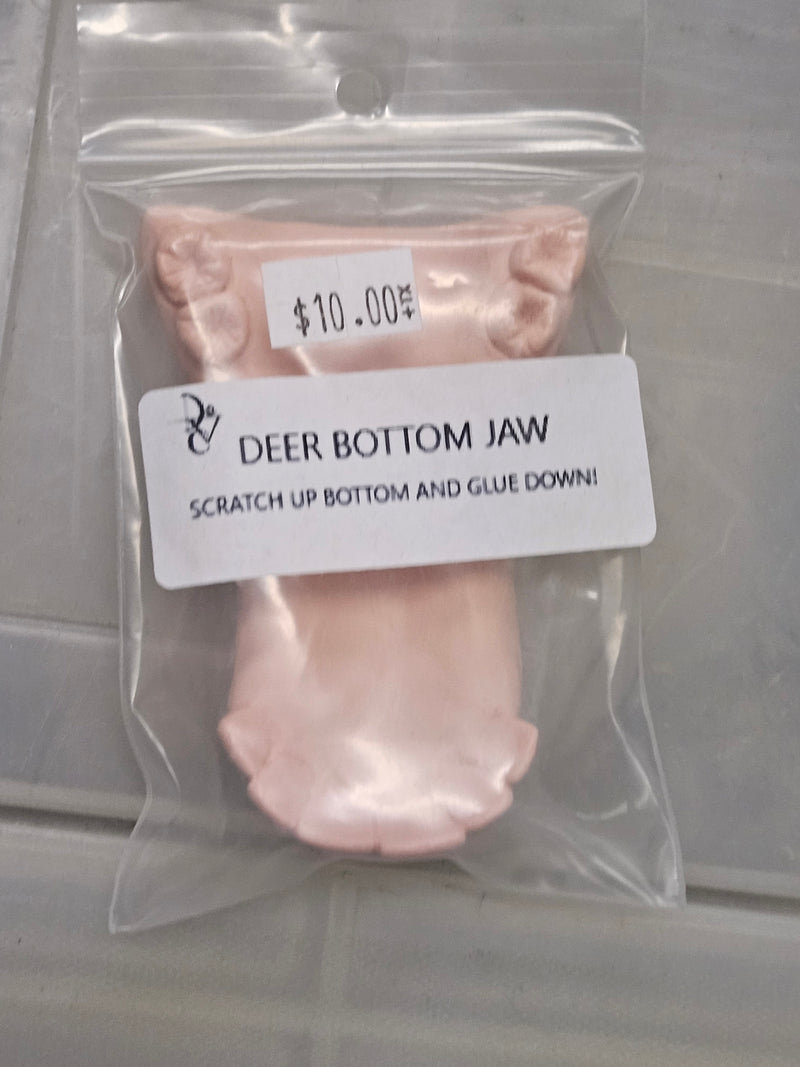 $10.00
DEER BOTTOM JAW
SCRATCH UP BOTTOM AND GLUE DOWN!